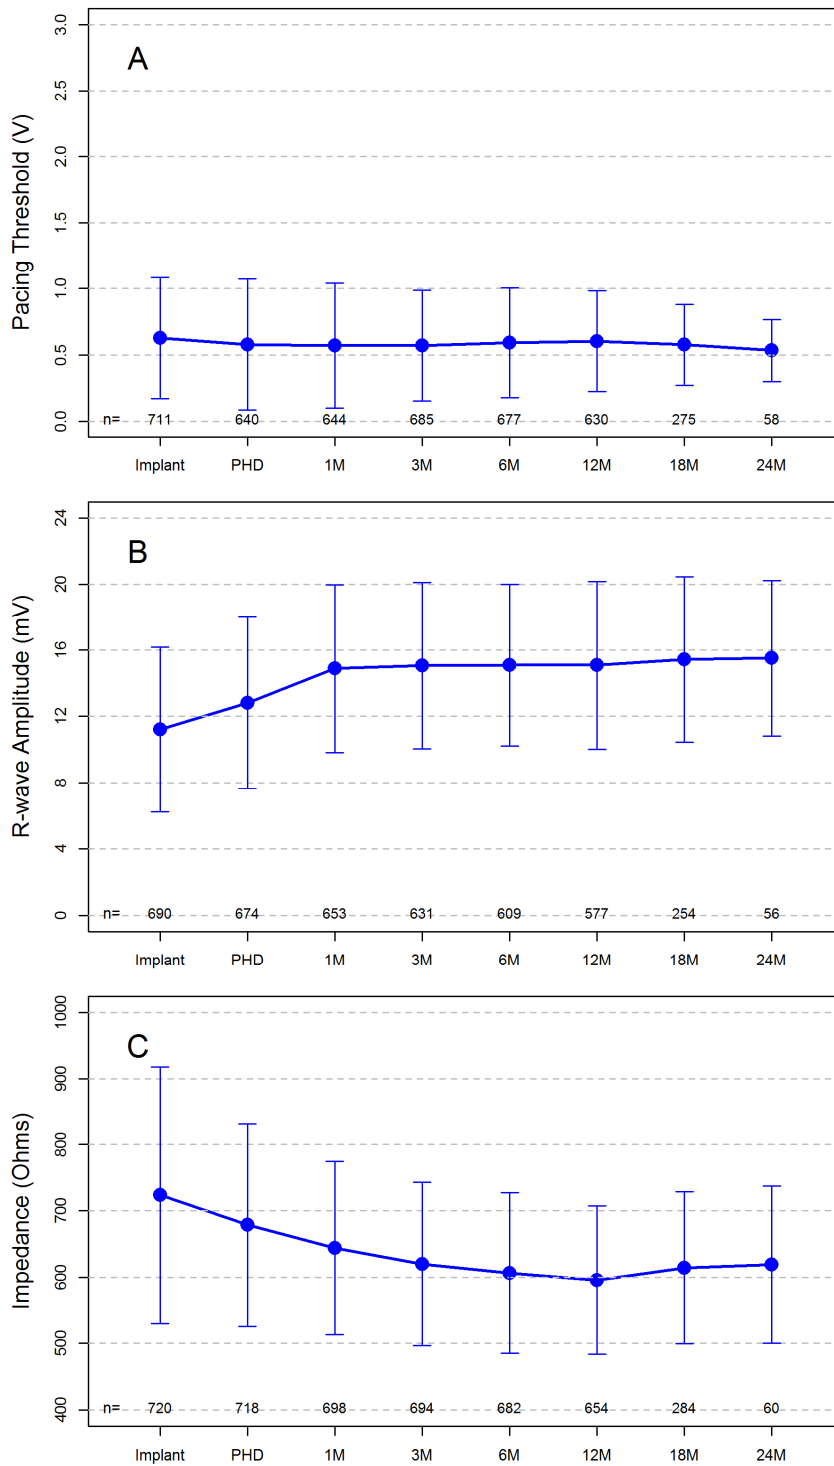 A
Pacing Threshold (V)
3.0
2.5
2.0
1.5
1.0
0.5
0.0
n= 711 640 644 685 677 630 275 58
Implant PHD 1M 3M 6M 12M 18M 24M
B
R-wave Amplitude (mV)
24
20
16
12
8
4
0
n= 690 674 653 631 609 577 254 56
Implant PHD 1M 3M 6M 12M 18M 24M
C
Impedance (Ohms)
1000
900
800
700
600
500
400
n= 720 718 698 694 682 654 284 60
Implant PHD 1M 3M 6M 12M 18M 24M